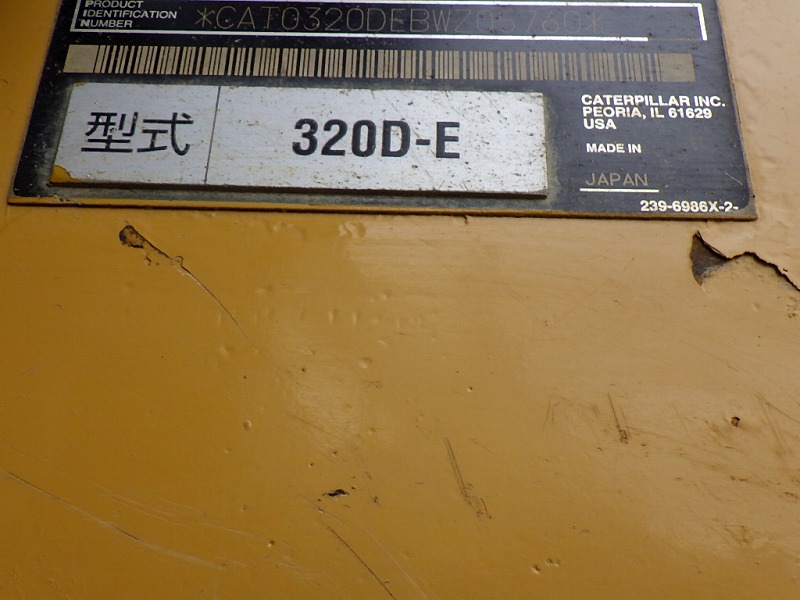 PRODUCT
IDENTIFICATION
NUMBER
型式 320D-E
CATERPILLAR INC.
PEORIA, IL 61629
USA
MADE IN
JAPAN
239-6986X-2-